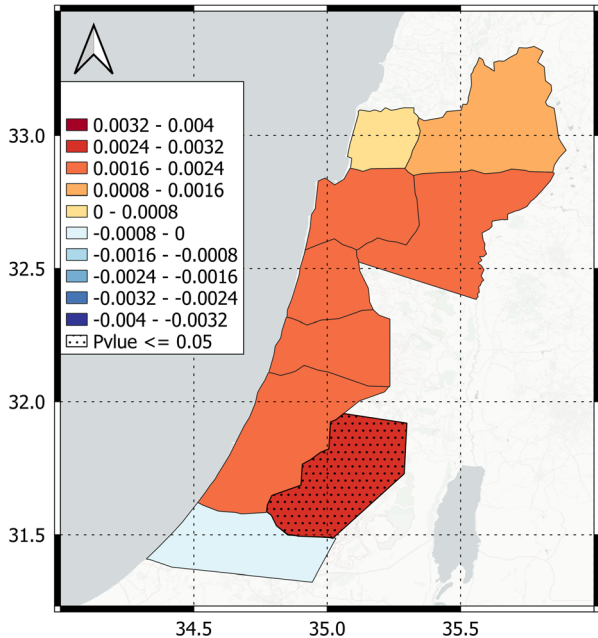 0.0032 - 0.004
0.0024 - 0.0032
0.0016 - 0.0024
0.0008 - 0.0016
0 - 0.0008
-0.0008 - 0
-0.0016 - -0.0008
-0.0024 - -0.0016
-0.0032 - -0.0024
-0.004 - -0.0032
Pvlue <= 0.05
33.0
32.5
32.0
31.5
34.5 35.0 35.5